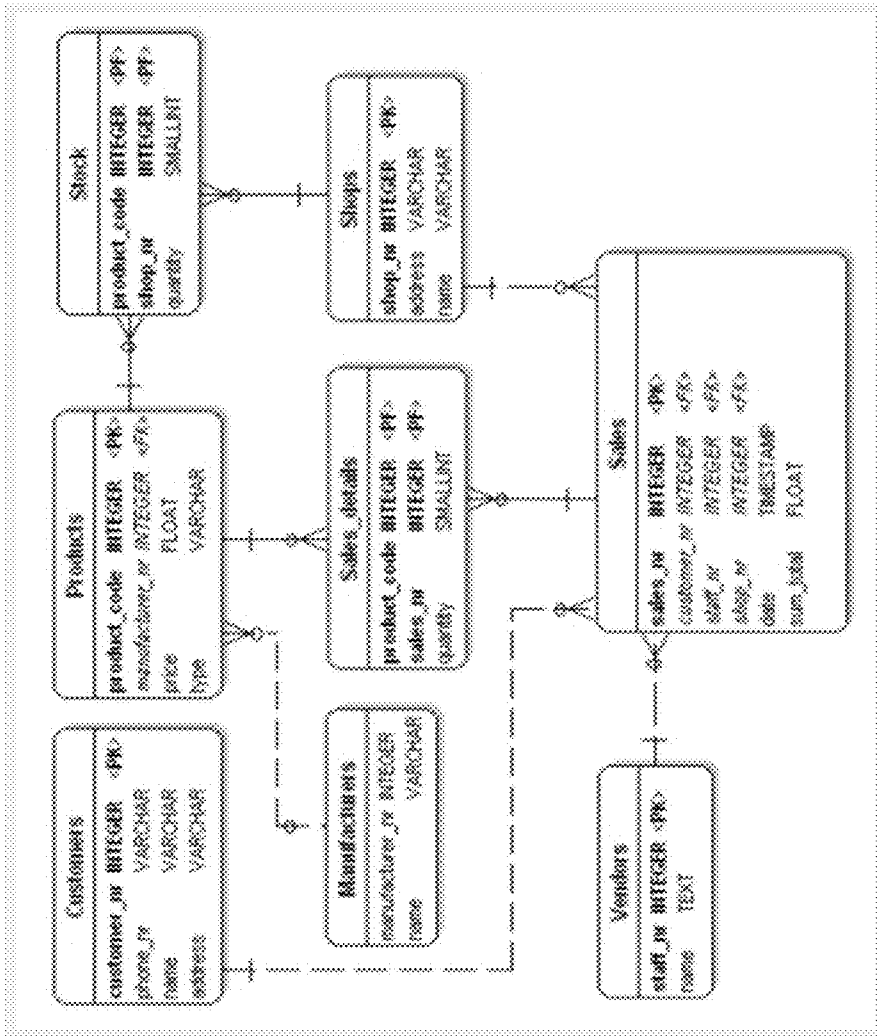 Customers
customer_nr INTEGER <PK>
phone_nr VARCHAR
name VARCHAR
address VARCHAR
Products
product_code INTEGER <PK>
manufacturer_nr INTEGER <FK>
price FLOAT
type VARCHAR
Stock
product_code INTEGER <PF>
shop_nr INTEGER <PF>
quantity SMALLINT
Manufacturers
manufacturer_nr INTEGER
name VARCHAR
Sales_details
product_code INTEGER <PF>
sales_nr INTEGER <PF>
quantity SMALLINT
Shops
shop_nr INTEGER <PK>
address VARCHAR
name VARCHAR
Vendors
staff_nr INTEGER <PK>
name TEXT
Sales
sales_nr INTEGER <PK>
customer_nr INTEGER <FK>
staff_nr INTEGER <FK>
shop_nr INTEGER <FK>
date TIMESTAMP
sum_total FLOAT